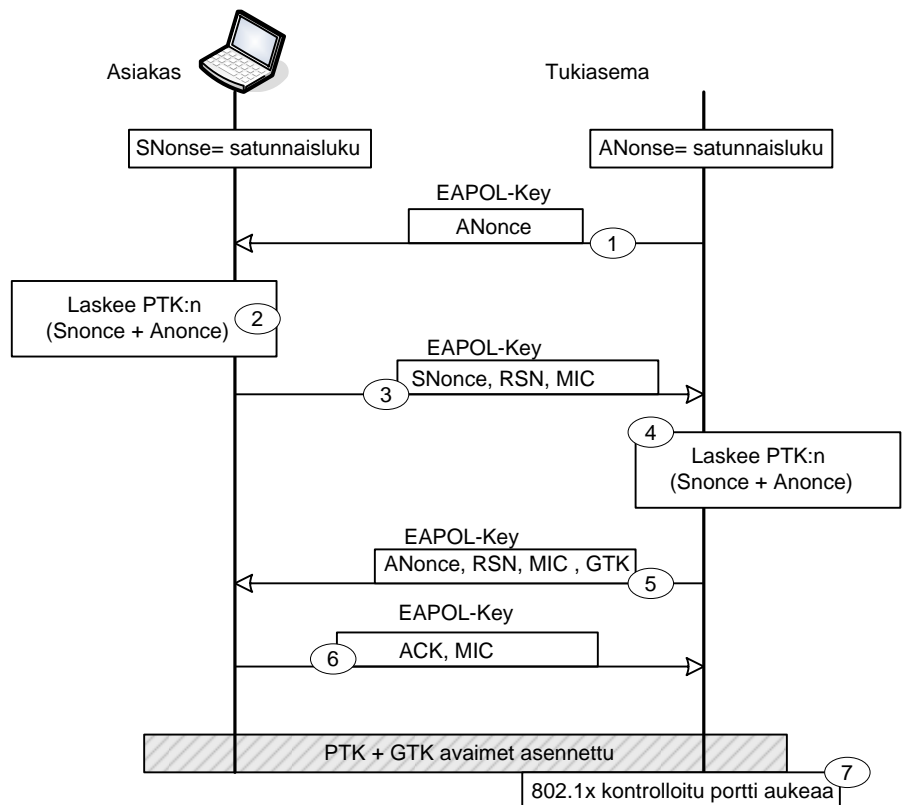 Asiakas
Tukiasema
SNonse= satunnaisluku
ANonse= satunnaisluku
EAPOL-Key
ANonce
1
Laskee PTK:n
(Snonce + Anonce)
2
EAPOL-Key
SNonce, RSN, MIC
3
4
Laskee PTK:n
(Snonce + Anonce)
EAPOL-Key
ANonce, RSN, MIC , GTK
5
EAPOL-Key
ACK, MIC
6
PTK + GTK avaimet asennettu
7
802.1x kontrolloitu portti aukeaa